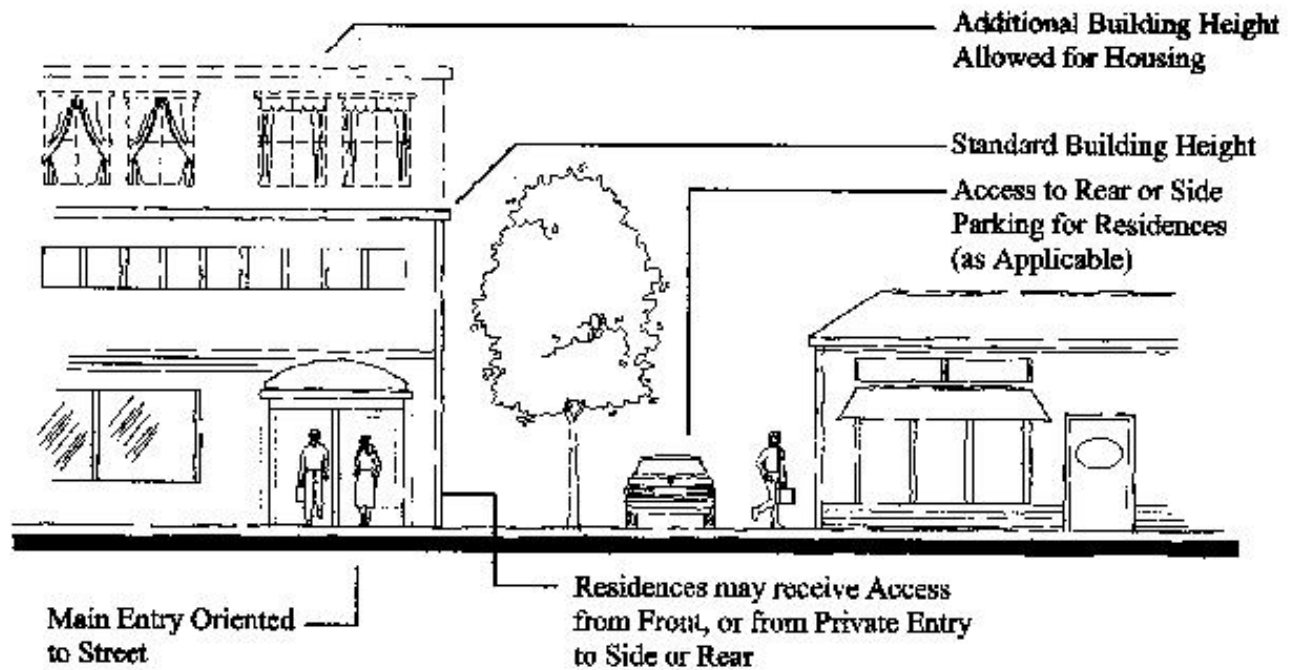 Additional Building Height
Allowed for Housing
Standard Building Height
Access to Rear or Side
Parking for Residences
(as Applicable)
Main Entry Oriented
to Street
Residences may receive Access
from Front, or from Private Entry
to Side or Rear